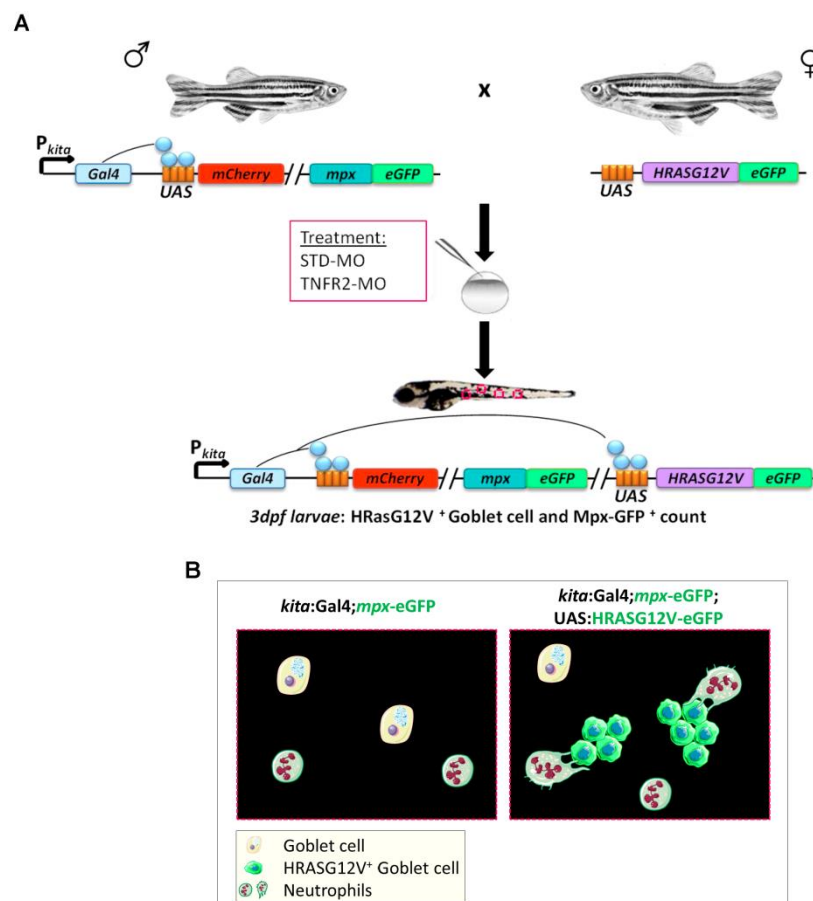 A
♂
x
♀
Pkita
Gal4
UAS
mCherry
mpx
eGFP
UAS
HRASG12V
eGFP
Treatment:
STD-MO
TNFR2-MO
Pkita
Gal4
mCherry
mpx
eGFP
UAS
HRASG12V
eGFP
3dpf larvae: HRasG12V + Goblet cell and Mpx-GFP + count
B
kita:Gal4;mpx-eGFP
kita:Gal4;mpx-eGFP;
UAS:HRASG12V-eGFP
Goblet cell
HRASG12V+ Goblet cell
Neutrophils